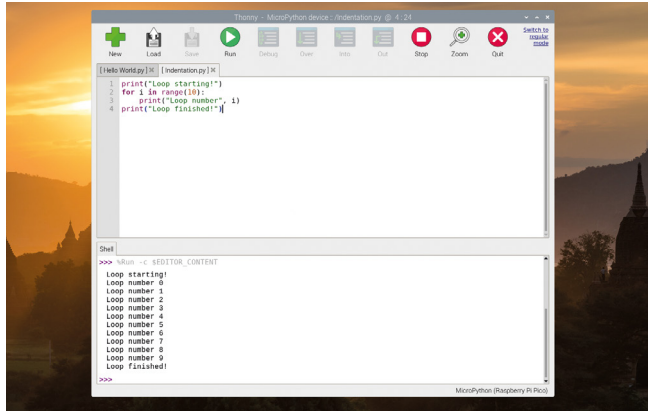 Thonny - MicroPython device : /Indentation.py @ 4 : 24
New
Load
Save
Run
Debug
Over
Into
Out
Stop
Zoom
Quit
Switch to
regular
mode
[ Hello World.py ] [ Indentation.py ]
1 print("Loop starting!")
2 for i in range(10):
3     print("Loop number", i)
4 print("Loop finished!")
Shell
>>> %Run -c $EDITOR_CONTENT
Loop starting!
Loop number 0
Loop number 1
Loop number 2
Loop number 3
Loop number 4
Loop number 5
Loop number 6
Loop number 7
Loop number 8
Loop number 9
Loop finished!
>>>
MicroPython (Raspberry Pi Pico)